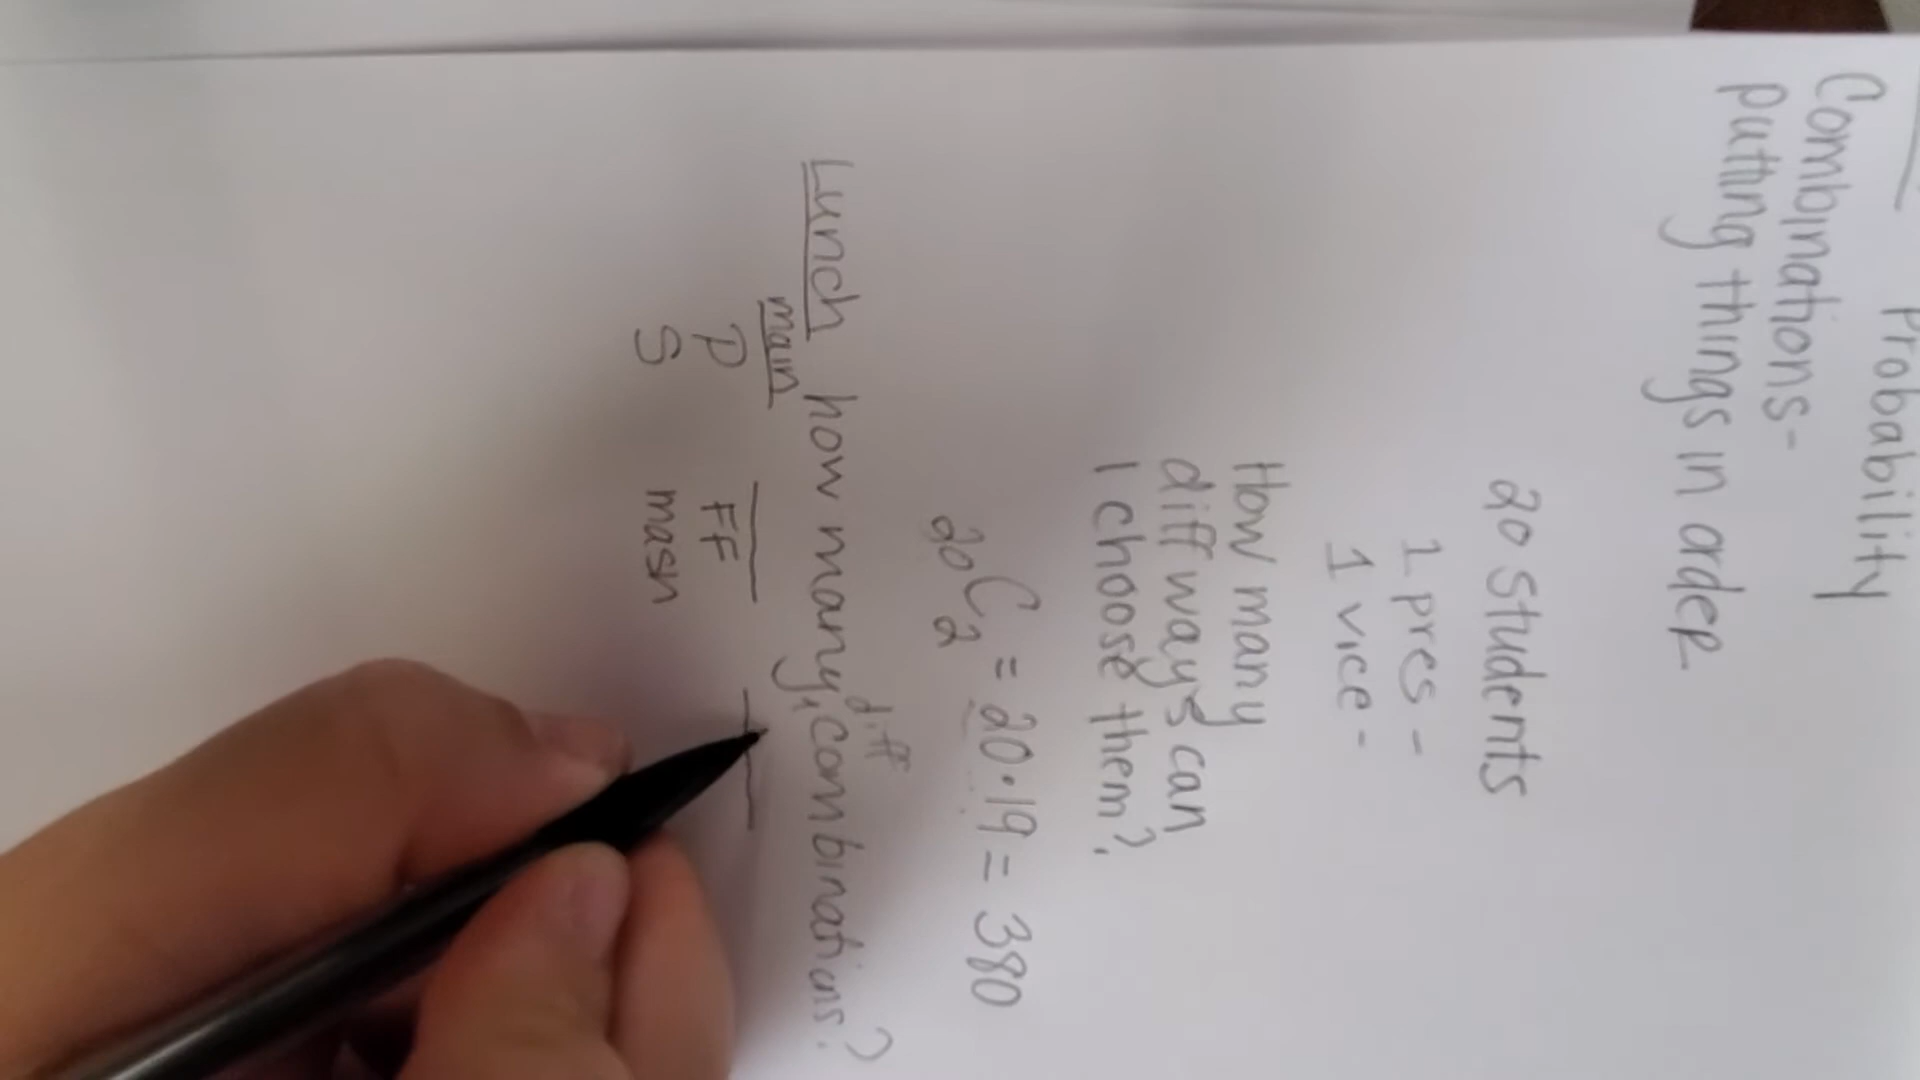 Probability
Combinations-
putting things in order
20 students
1 pres -
1 vice -
How many
diff ways can
I choose them?
20C2 = 20·19 = 380
diff
Lunch how many combinations?
main
P FF
S mash